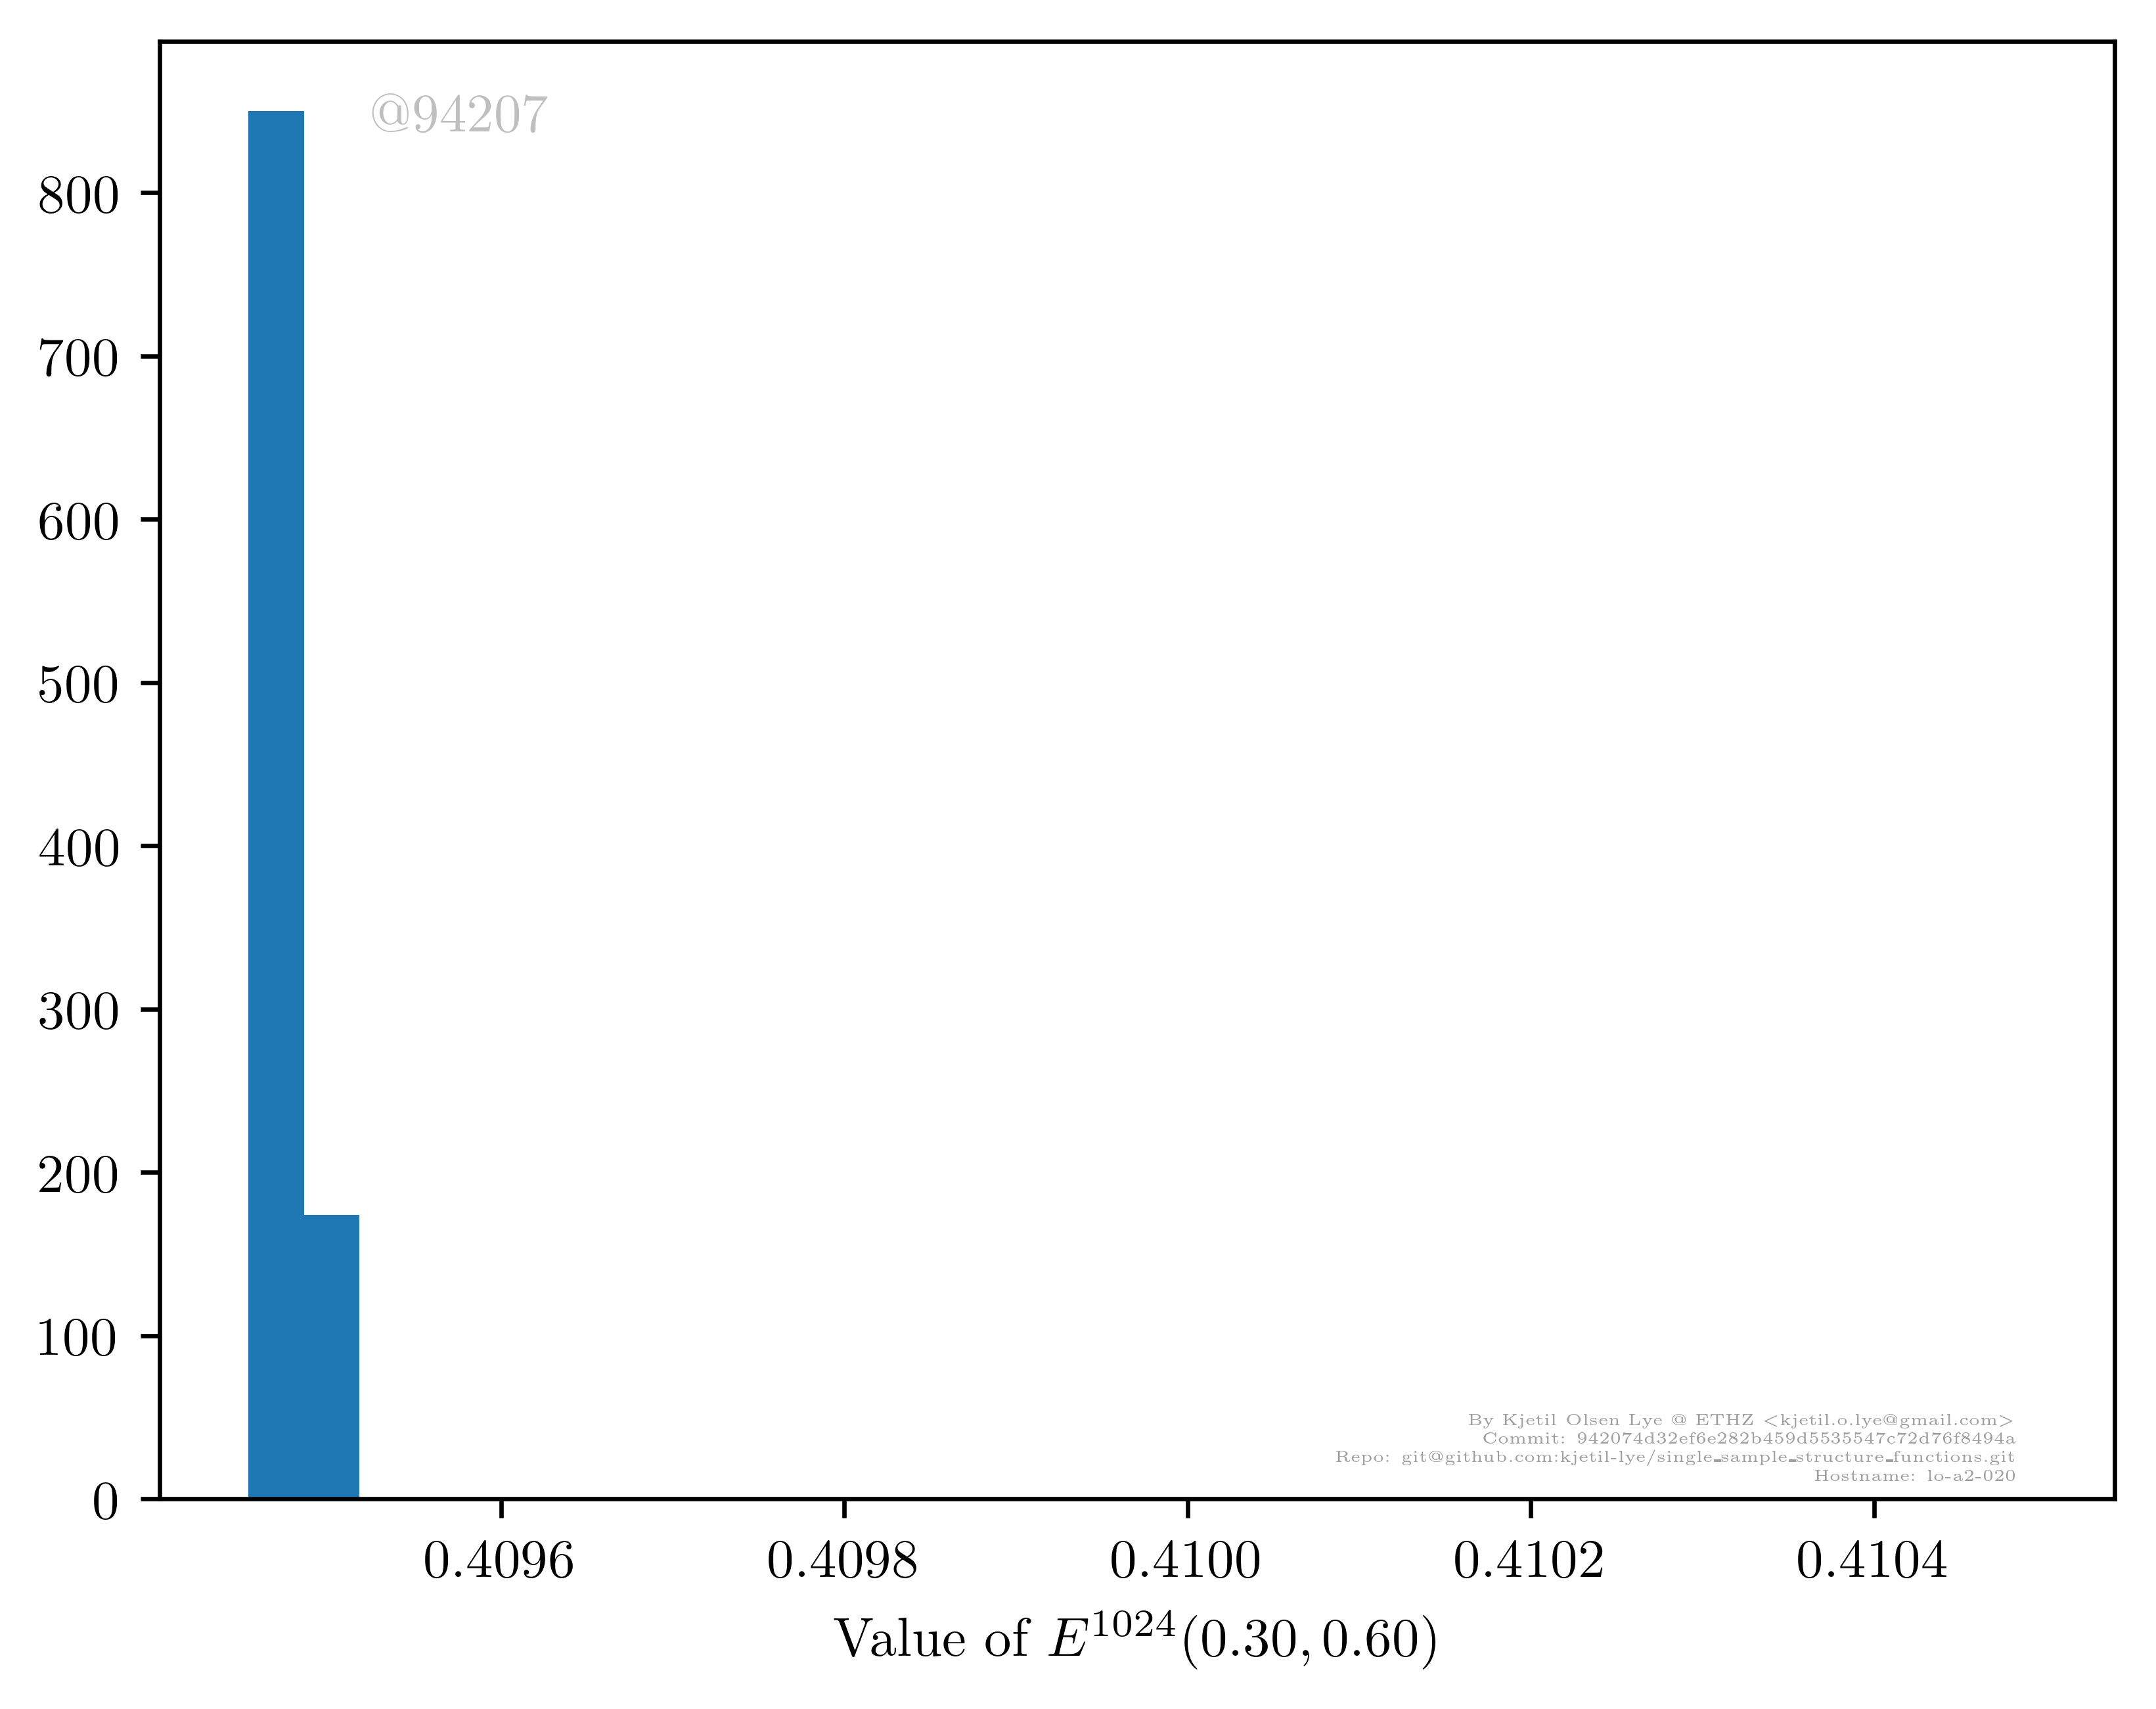 @94207
800
700
600
500
400
300
200
100
0
By Kjetil Olsen Lye @ ETHZ <kjetil.o.lye@gmail.com>
Commit: 942074d32ef6e282b459d5535547c72d76f8494a
Repo: git@github.com:kjetil-lye/single_sample_structure_functions.git
Hostname: lo-a2-020
0.4096 0.4098 0.4100 0.4102 0.4104
Value of E^{1024}(0.30, 0.60)